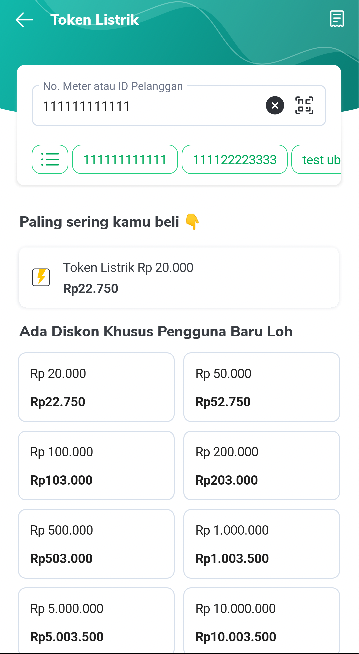 Token Listrik
No. Meter atau ID Pelanggan
111111111111
111111111111 111122223333 test ub
Paling sering kamu beli 👇
Token Listrik Rp 20.000
Rp22.750
Ada Diskon Khusus Pengguna Baru Loh
Rp 20.000
Rp22.750
Rp 50.000
Rp52.750
Rp 100.000
Rp103.000
Rp 200.000
Rp203.000
Rp 500.000
Rp503.000
Rp 1.000.000
Rp1.003.500
Rp 5.000.000
Rp5.003.500
Rp 10.000.000
Rp10.003.500